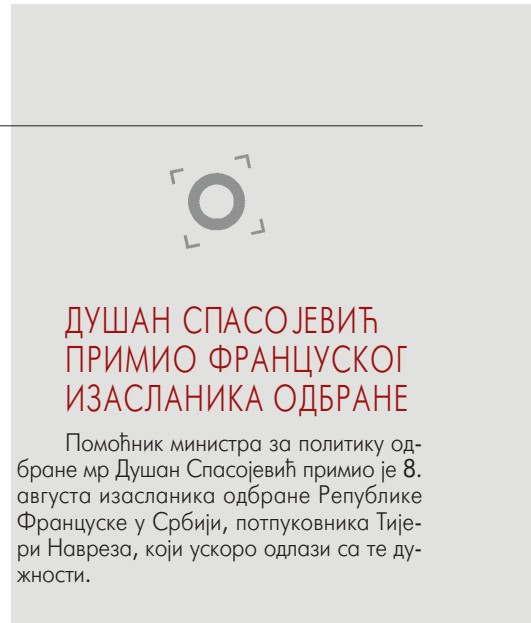 ДУШАН СПАСОЈЕВИЋ
ПРИМИО ФРАНЦУСКОГ
ИЗАСЛАНИКА ОДБРАНЕ
Помоћник министра за политику од-
бране мр Душан Спасојевић примио је 8.
августа изасланика одбране Републике
Француске у Србији, потпуковника Тије-
ри Навреза, који ускоро одлази са те ду-
жности.